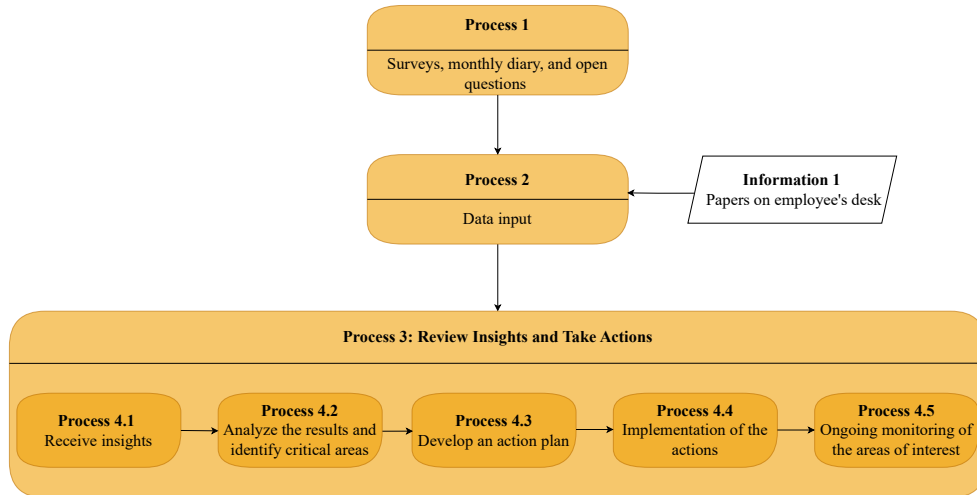 Process 1
Surveys, monthly diary, and open
questions
Process 2
Data input
Information 1
Papers on employee's desk
Process 3: Review Insights and Take Actions
Process 4.1
Receive insights
Process 4.2
Analyze the results and
identify critical areas
Process 4.3
Develop an action plan
Process 4.4
Implementation of the
actions
Process 4.5
Ongoing monitoring of
the areas of interest